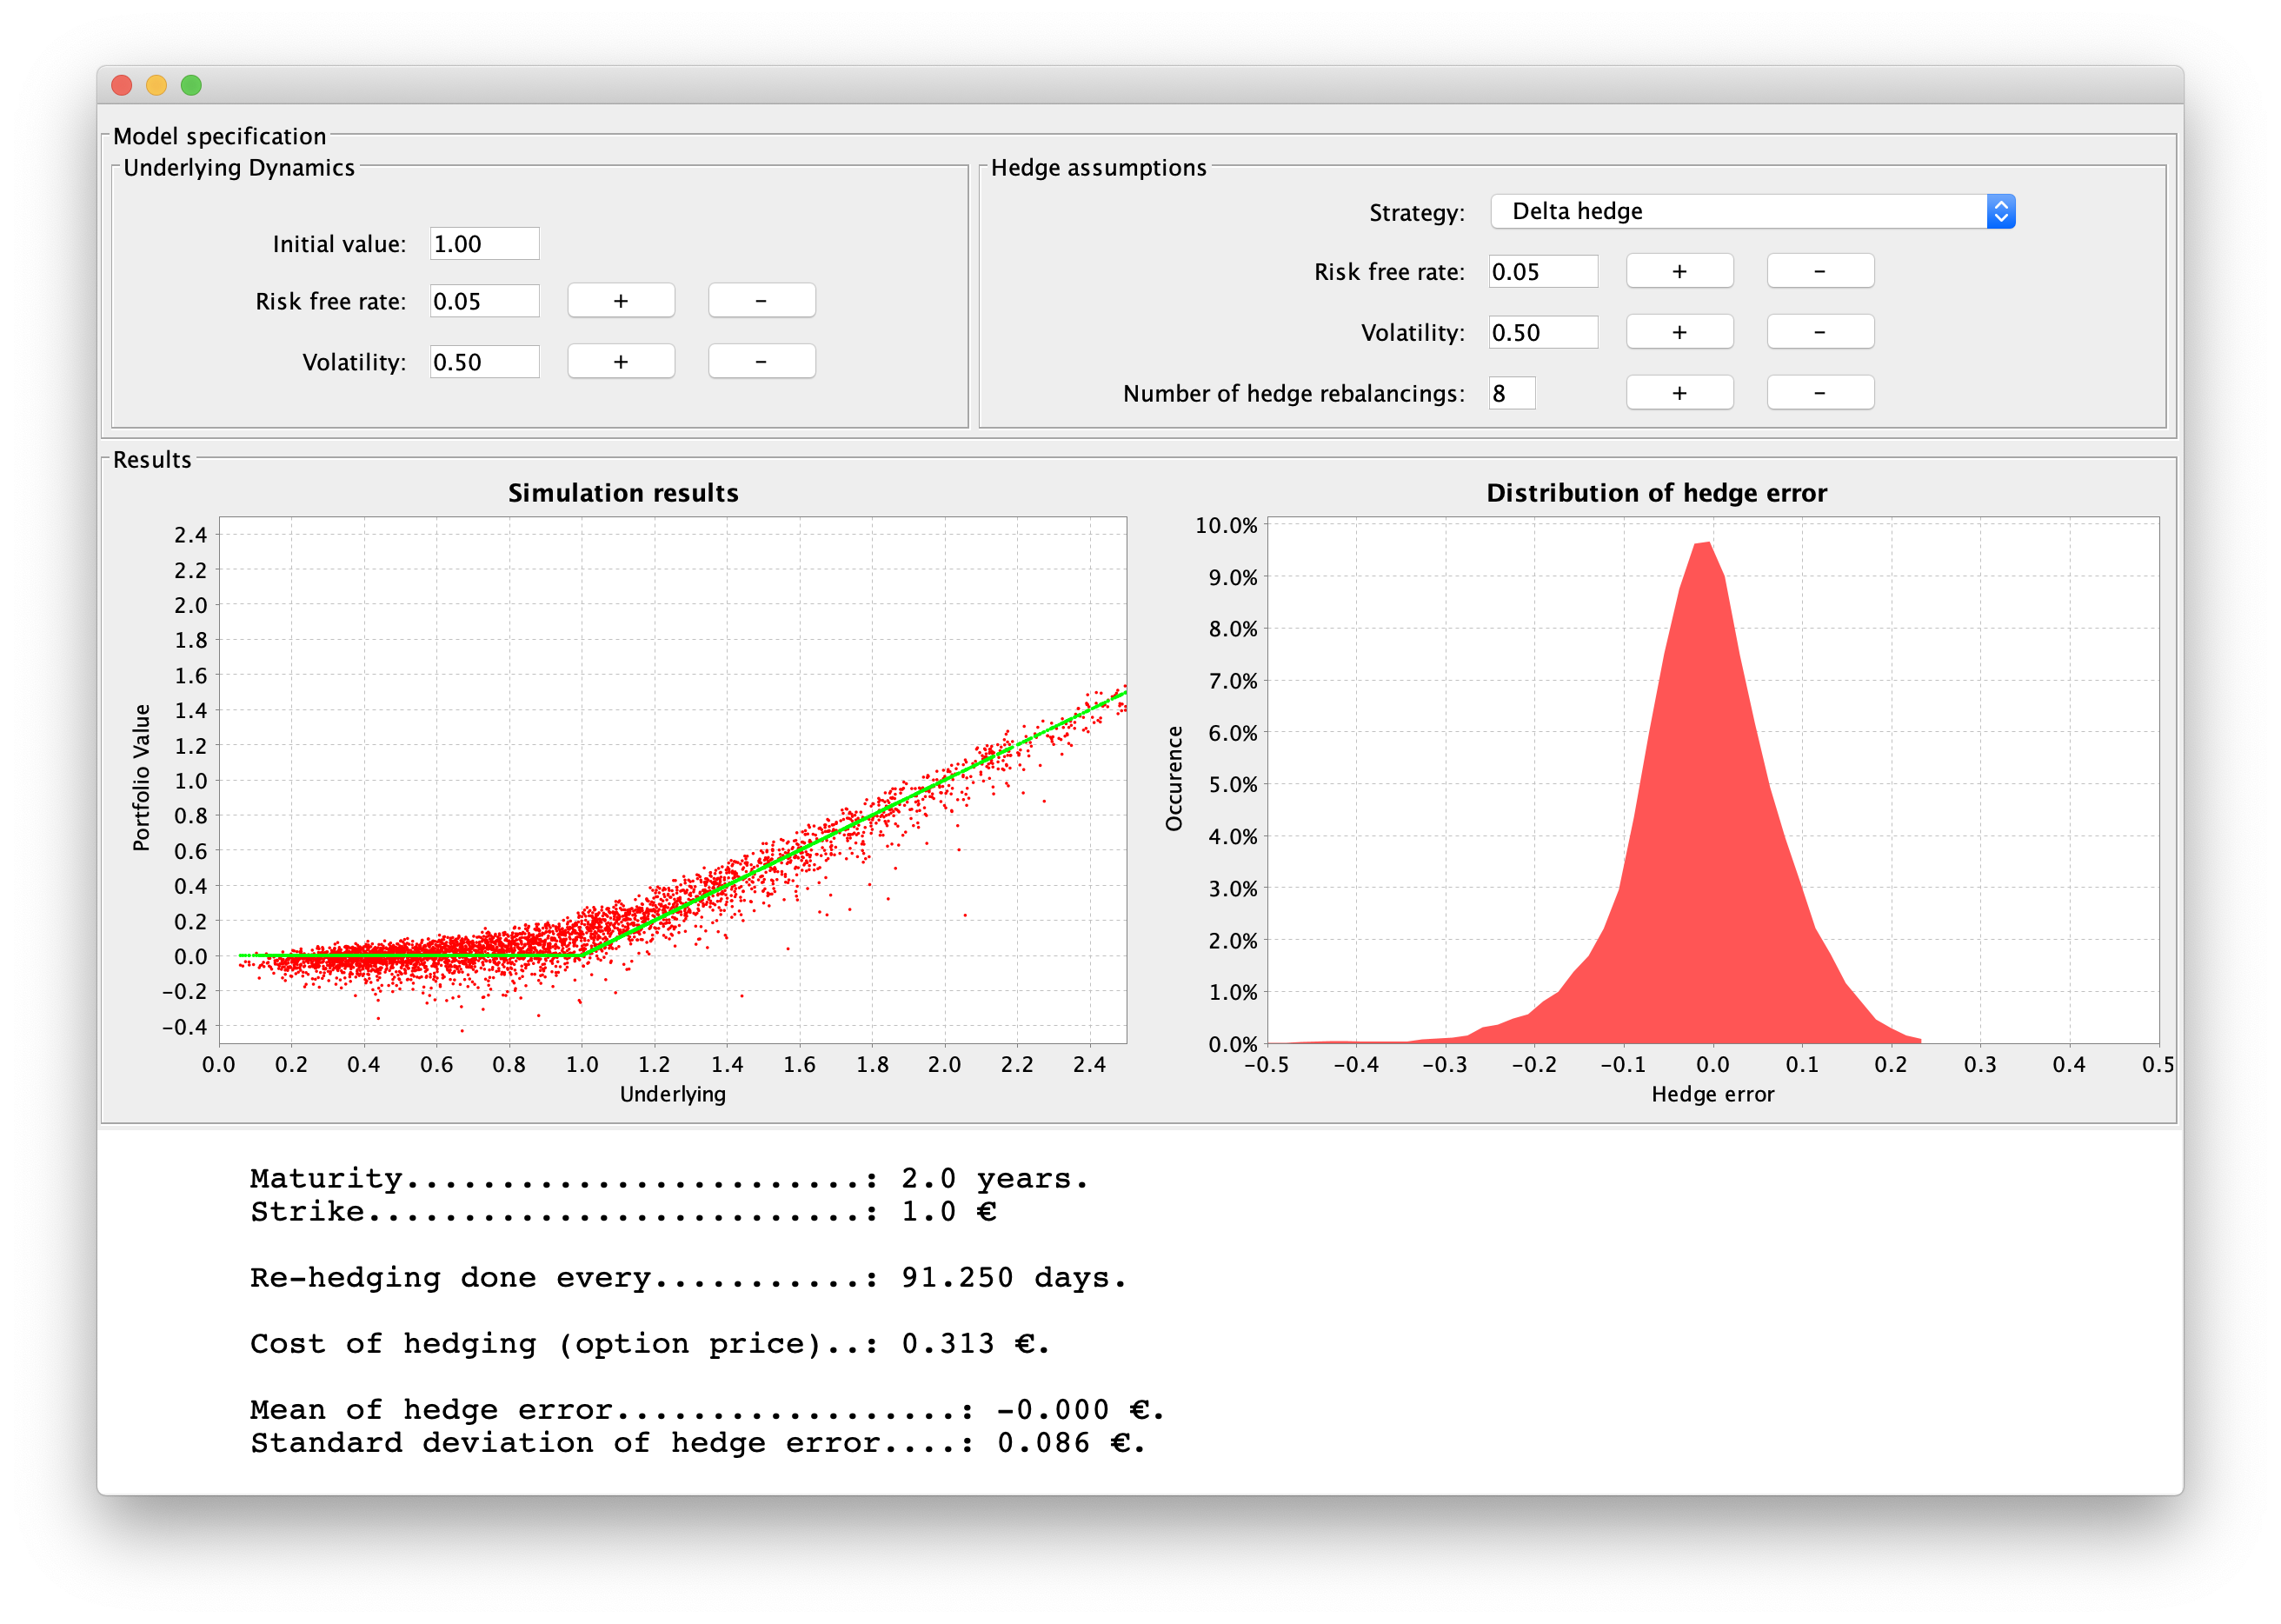 Model specification
Underlying Dynamics
Initial value: 1.00
Risk free rate: 0.05 + -
Volatility: 0.50 + -
Hedge assumptions
Strategy: Delta hedge
Risk free rate: 0.05 + -
Volatility: 0.50 + -
Number of hedge rebalancings: 8 + -
Results
Simulation results
Portfolio Value
2.4
2.2
2.0
1.8
1.6
1.4
1.2
1.0
0.8
0.6
0.4
0.2
0.0
-0.2
-0.4
0.0 0.2 0.4 0.6 0.8 1.0 1.2 1.4 1.6 1.8 2.0 2.2 2.4
Underlying
Distribution of hedge error
Occurence
10.0%
9.0%
8.0%
7.0%
6.0%
5.0%
4.0%
3.0%
2.0%
1.0%
0.0%
-0.5 -0.4 -0.3 -0.2 -0.1 0.0 0.1 0.2 0.3 0.4 0.5
Hedge error
Maturity........................: 2.0 years.
Strike..........................: 1.0 €
Re-hedging done every...........: 91.250 days.
Cost of hedging (option price)..: 0.313 €.
Mean of hedge error..................: -0.000 €.
Standard deviation of hedge error....: 0.086 €.